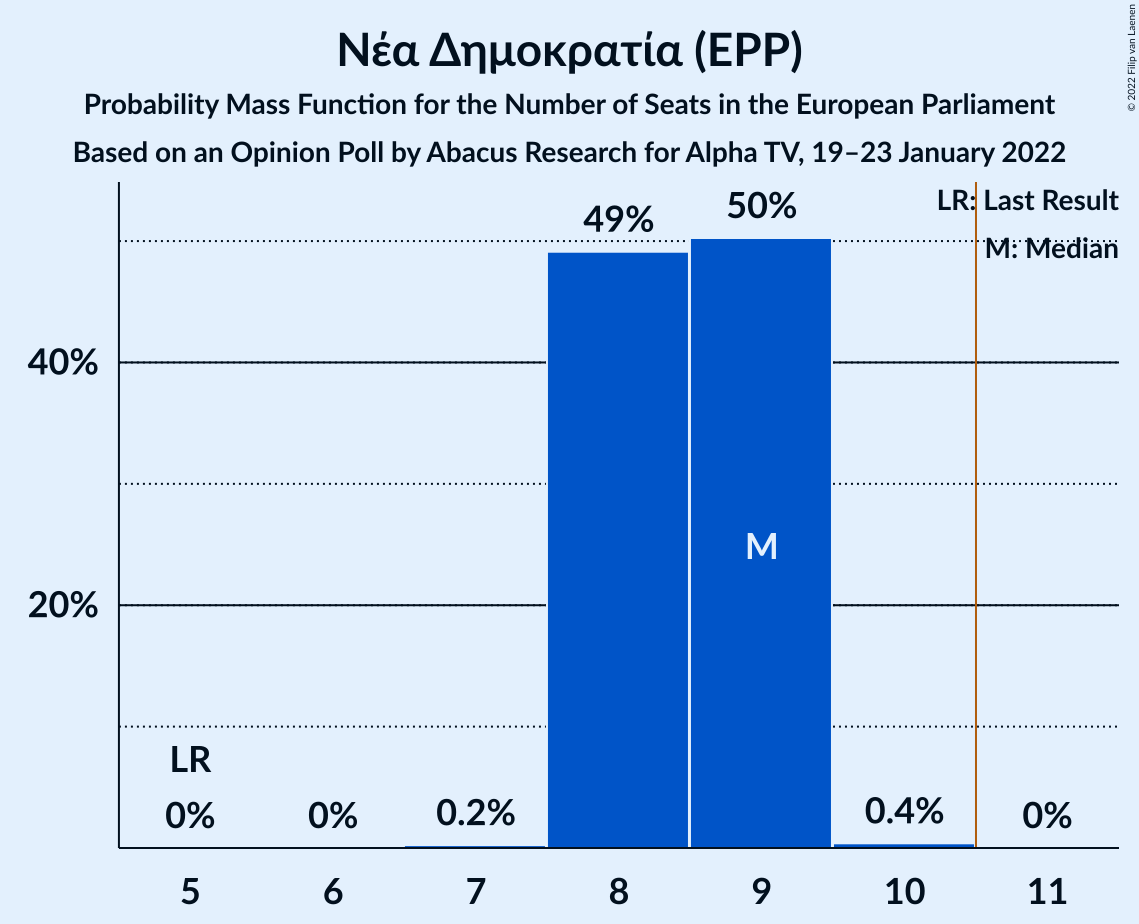 Νέα Δημοκρατία (EPP)
Probability Mass Function for the Number of Seats in the European Parliament
Based on an Opinion Poll by Abacus Research for Alpha TV, 19–23 January 2022
© 2022 Filip van Laenen
LR: Last Result
M: Median
49%
50%
40%
M
20%
LR
0%
0%
0.2%
0.4%
0%
5
6
7
8
9
10
11